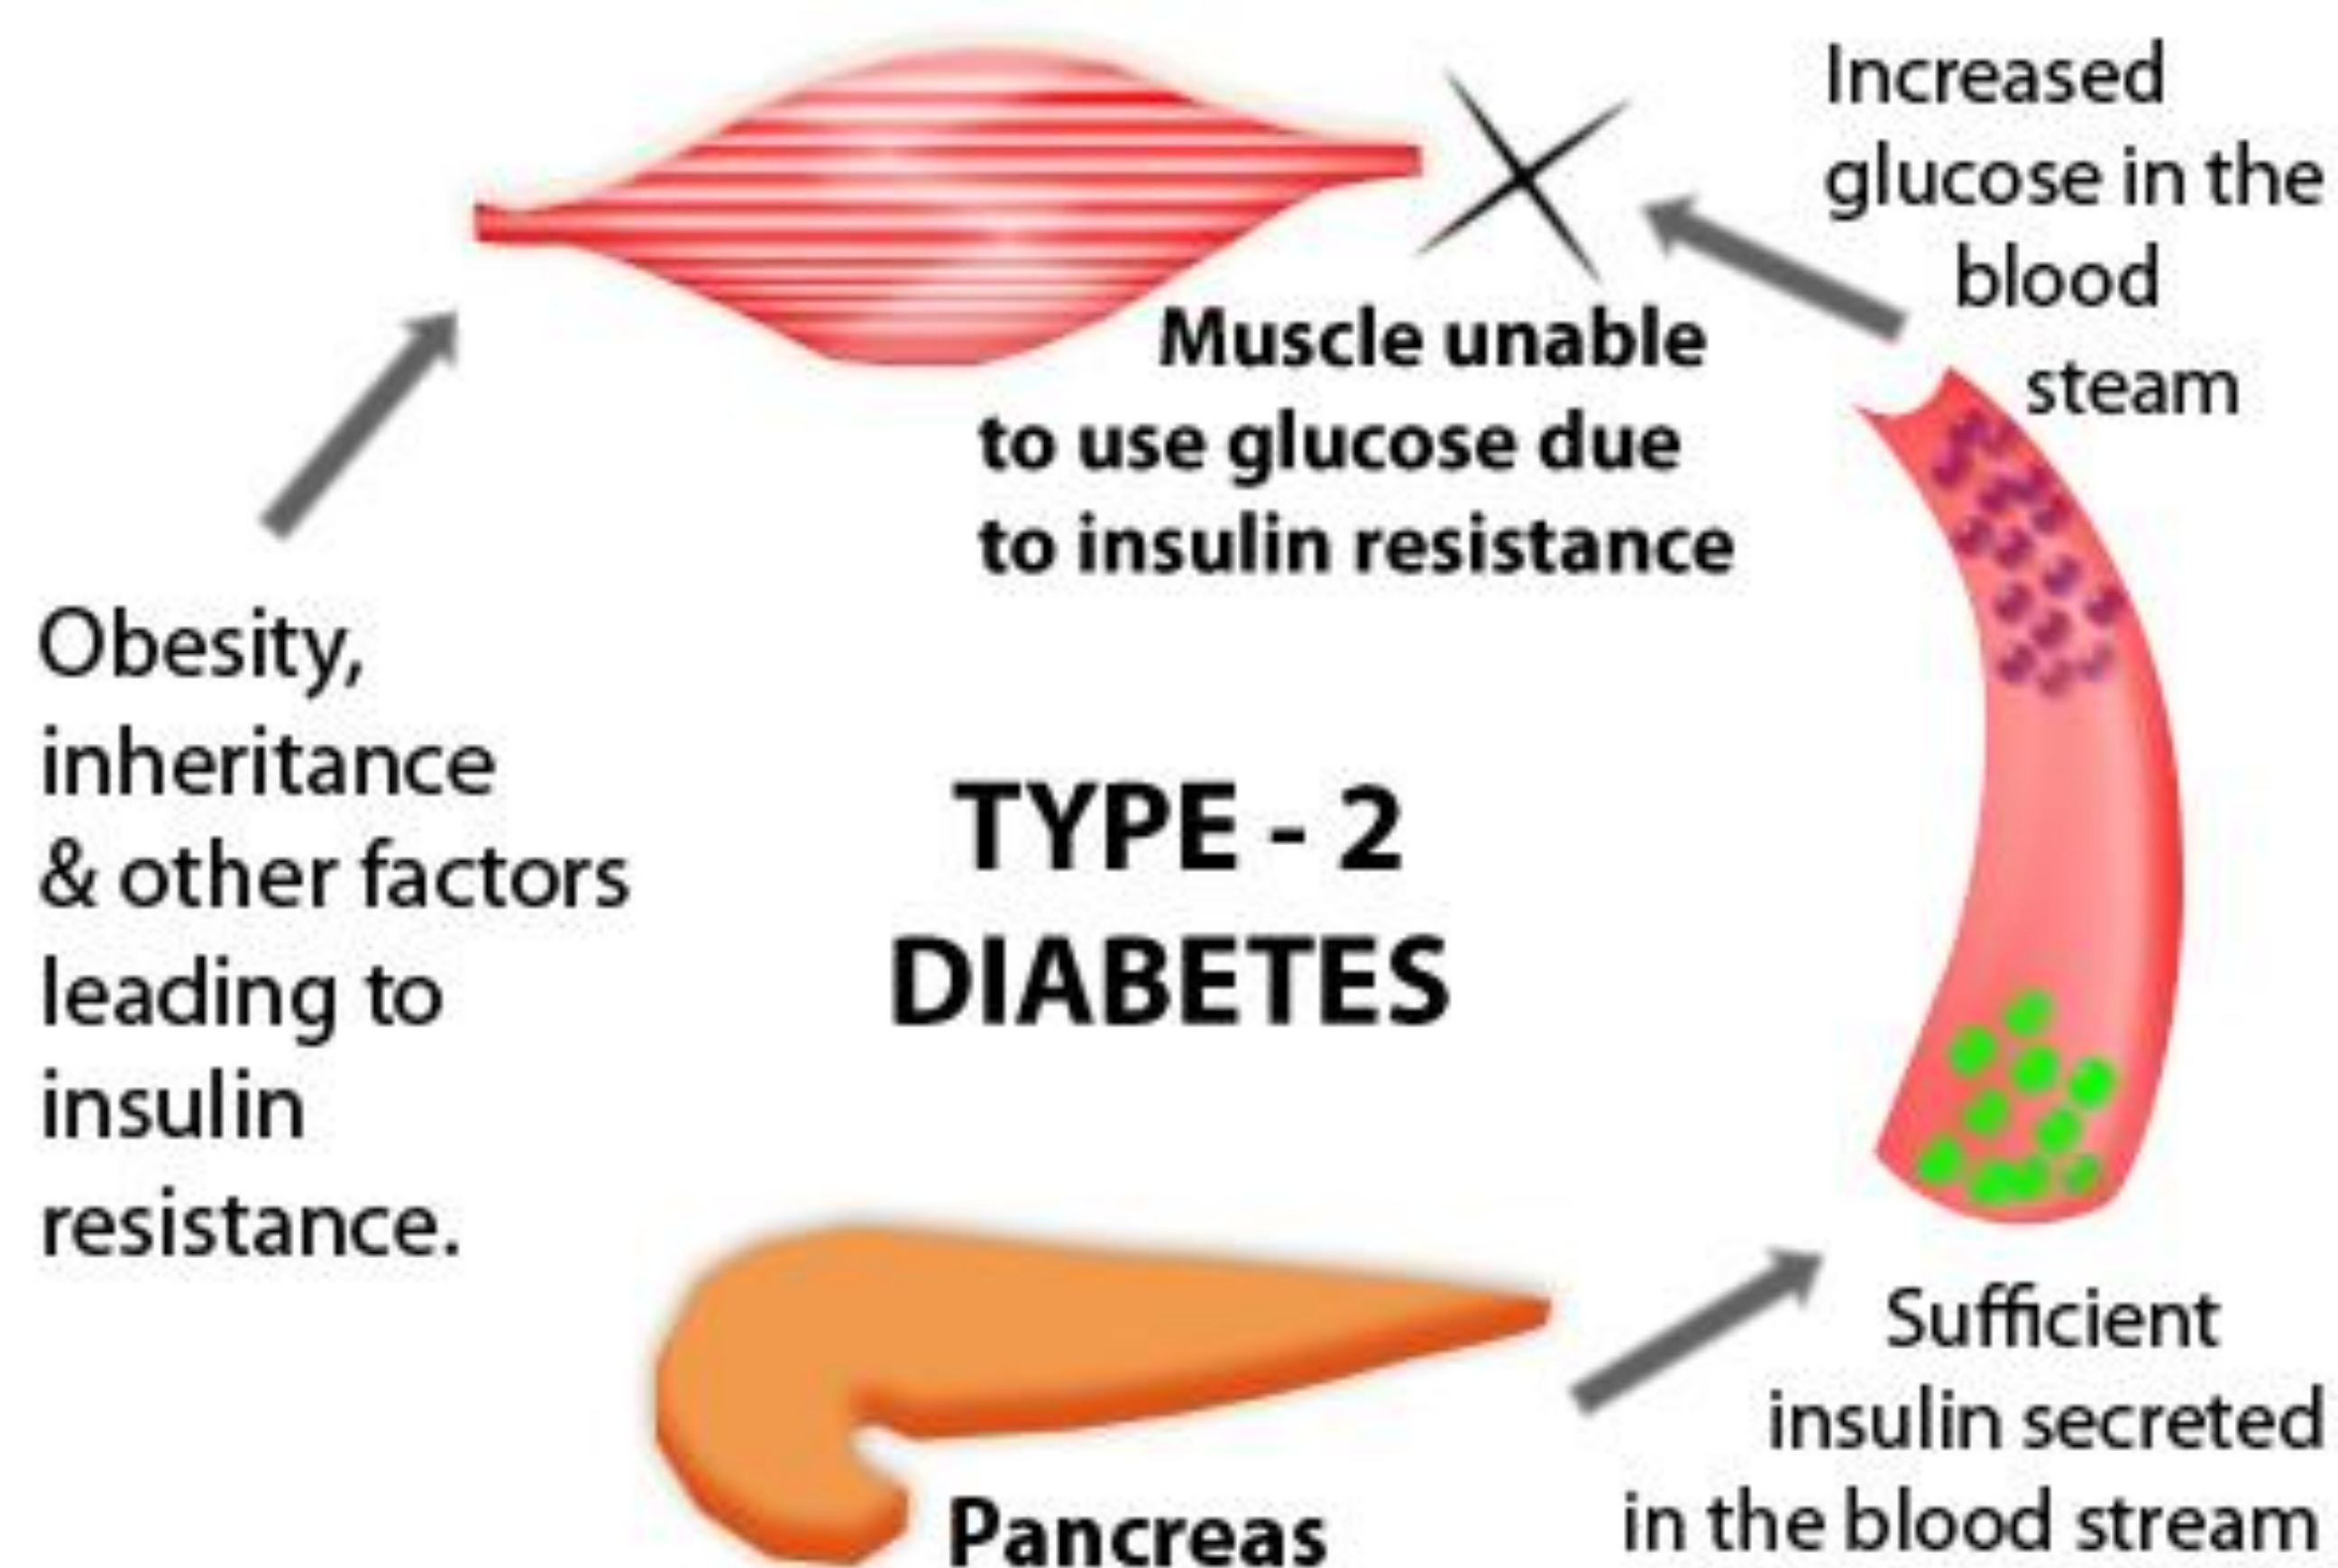 Increased
glucose in the
blood
steam
Muscle unable
to use glucose due
to insulin resistance
Obesity,
inheritance
& other factors
leading to
insulin
resistance.
TYPE - 2
DIABETES
Sufficient
insulin secreted
in the blood stream
Pancreas